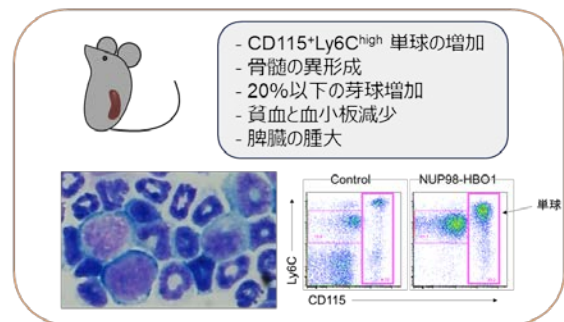 - CD115⁺Ly6Cʰⁱᵍʰ 単球の増加
- 骨髄の異形成
- 20%以下の芽球増加
- 貧血と血小板減少
- 脾臓の腫大
Control
NUP98-HBO1
単球
Ly6C
CD115